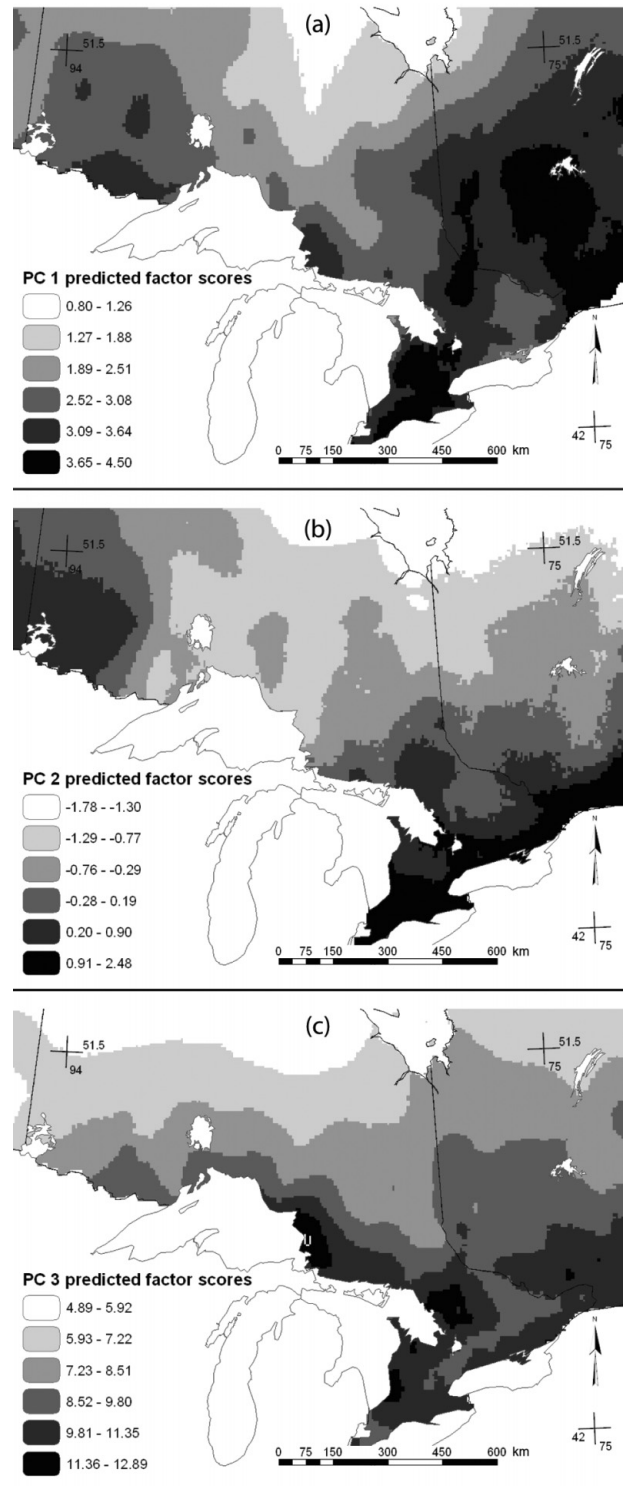 (a)
51.5
94
51.5
75
PC 1 predicted factor scores
0.80 - 1.26
1.27 - 1.88
1.89 - 2.51
2.52 - 3.08
3.09 - 3.64
3.65 - 4.50
N
42
75
0 75 150 300 450 600 km
(b)
51.5
94
51.5
75
PC 2 predicted factor scores
-1.78 - -1.30
-1.29 - -0.77
-0.76 - -0.29
-0.28 - 0.19
0.20 - 0.90
0.91 - 2.48
N
42
75
0 75 150 300 450 600 km
(c)
51.5
94
51.5
75
U
PC 3 predicted factor scores
4.89 - 5.92
5.93 - 7.22
7.23 - 8.51
8.52 - 9.80
9.81 - 11.35
11.36 - 12.89
N
42
75
0 75 150 300 450 600 km